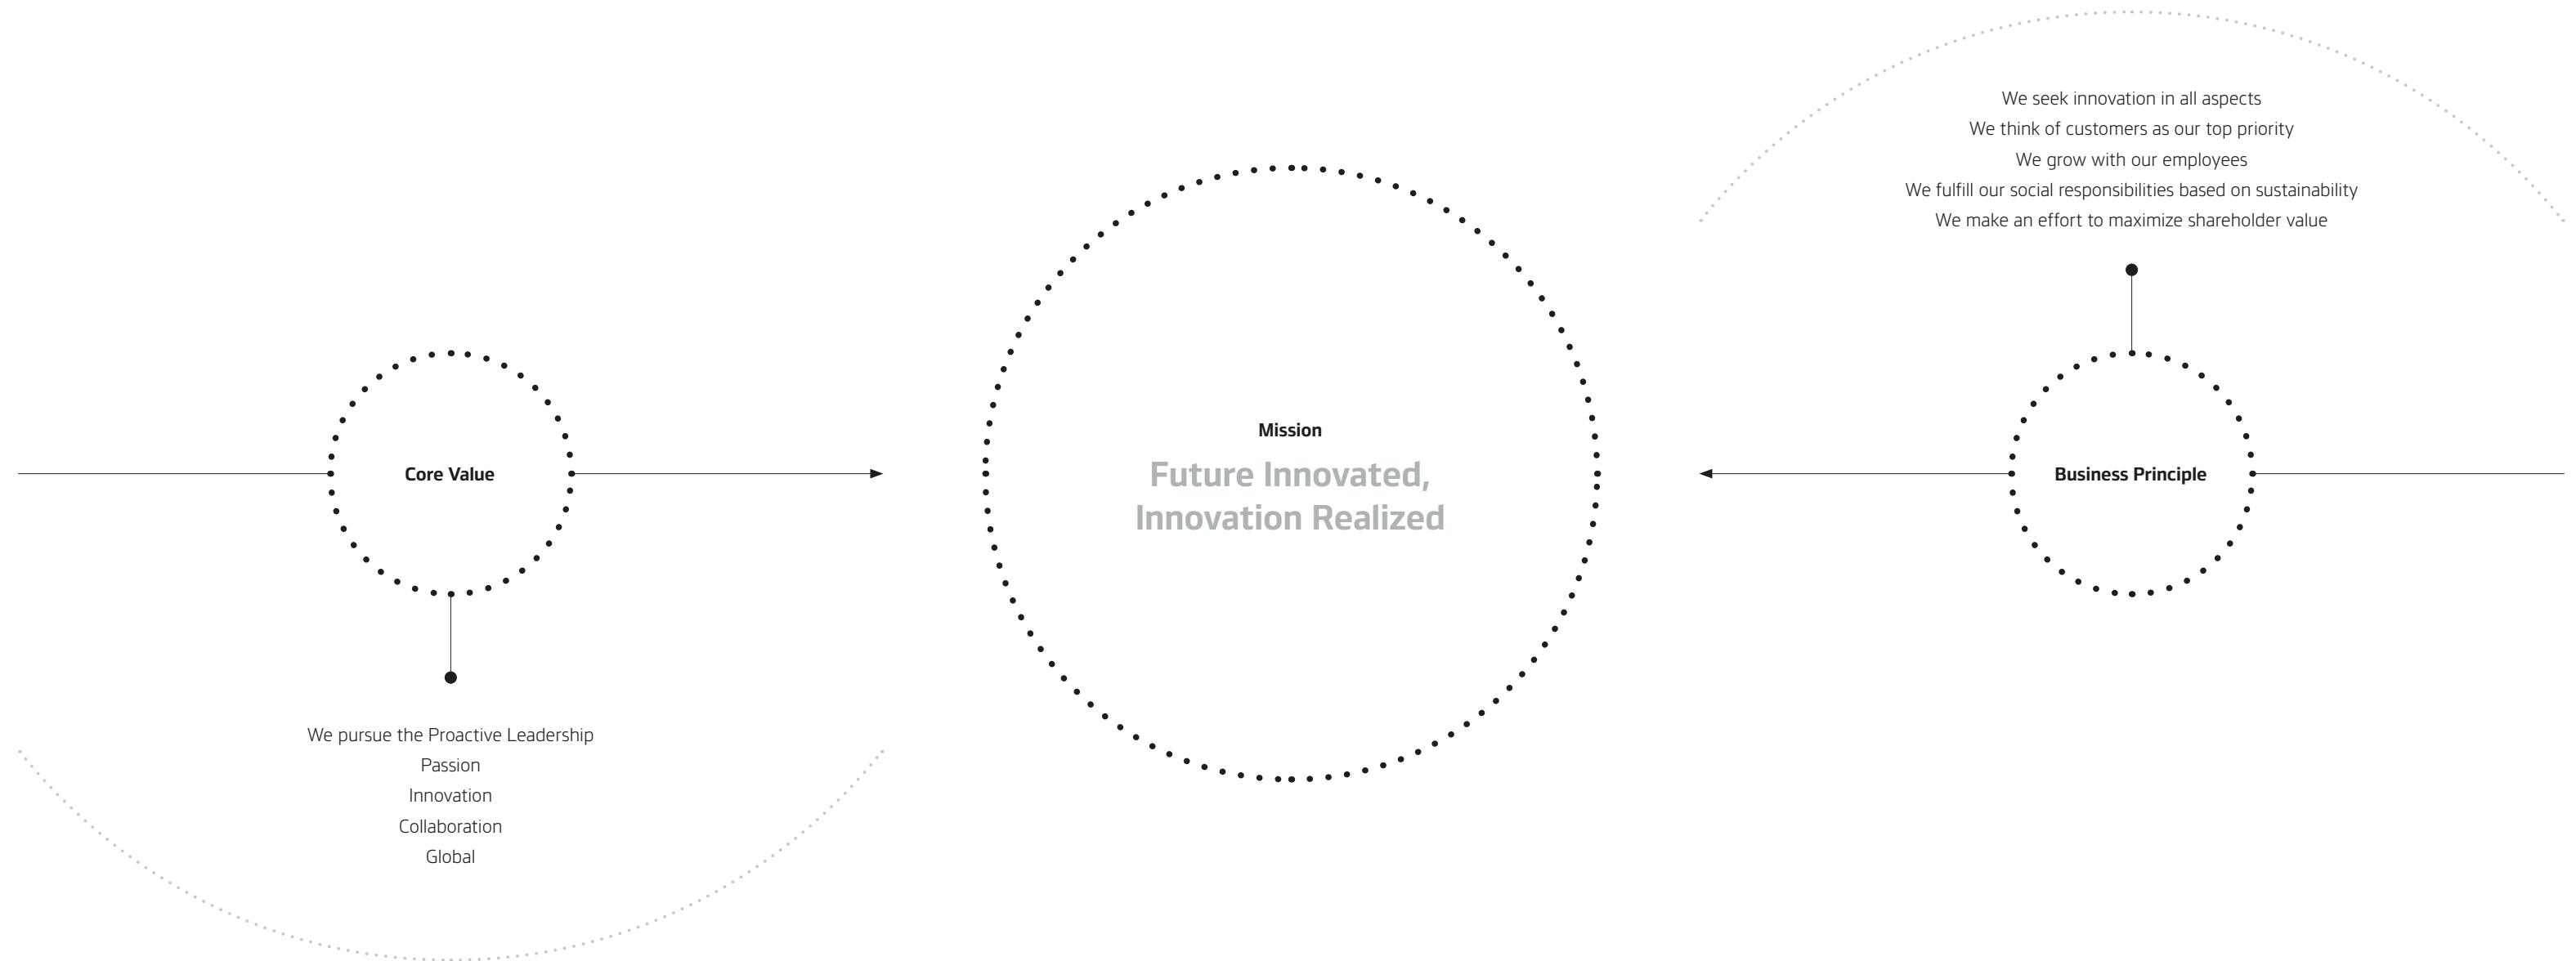 Core Value
We pursue the Proactive Leadership
Passion
Innovation
Collaboration
Global
Mission
Future Innovated,
Innovation Realized
We seek innovation in all aspects
We think of customers as our top priority
We grow with our employees
We fulfill our social responsibilities based on sustainability
We make an effort to maximize shareholder value
Business Principle